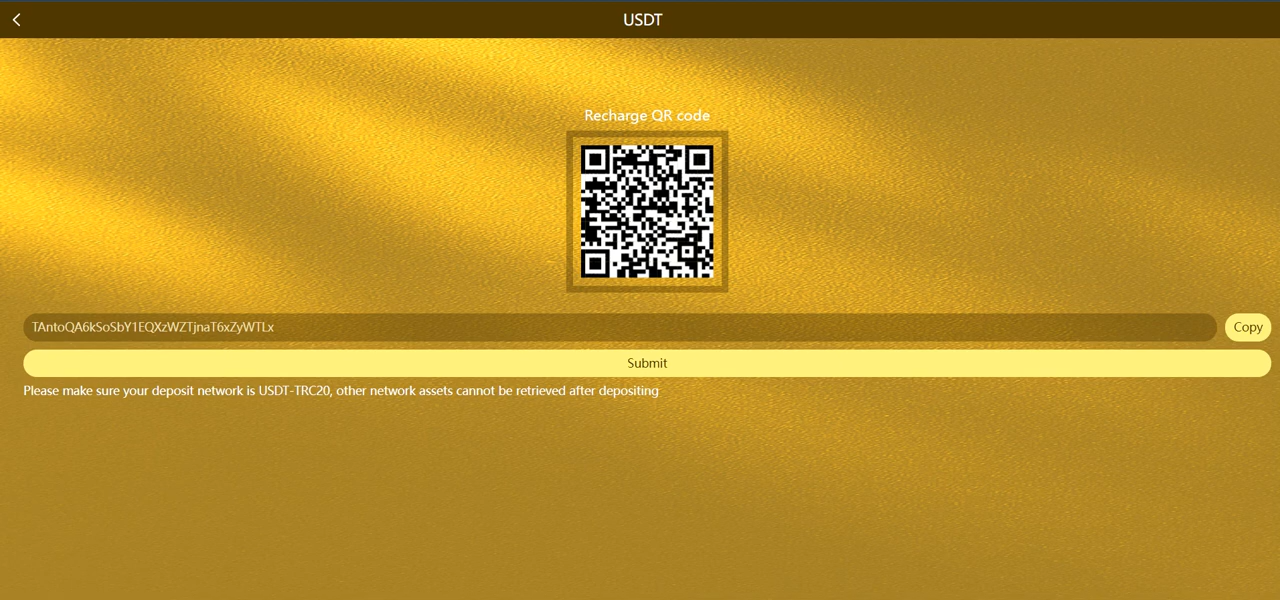 USDT
Recharge QR code
TAntoQA6kSoSbY1EQXzWZTjnaT6xZyWTLx
Copy
Submit
Please make sure your deposit network is USDT-TRC20, other network assets cannot be retrieved after depositing